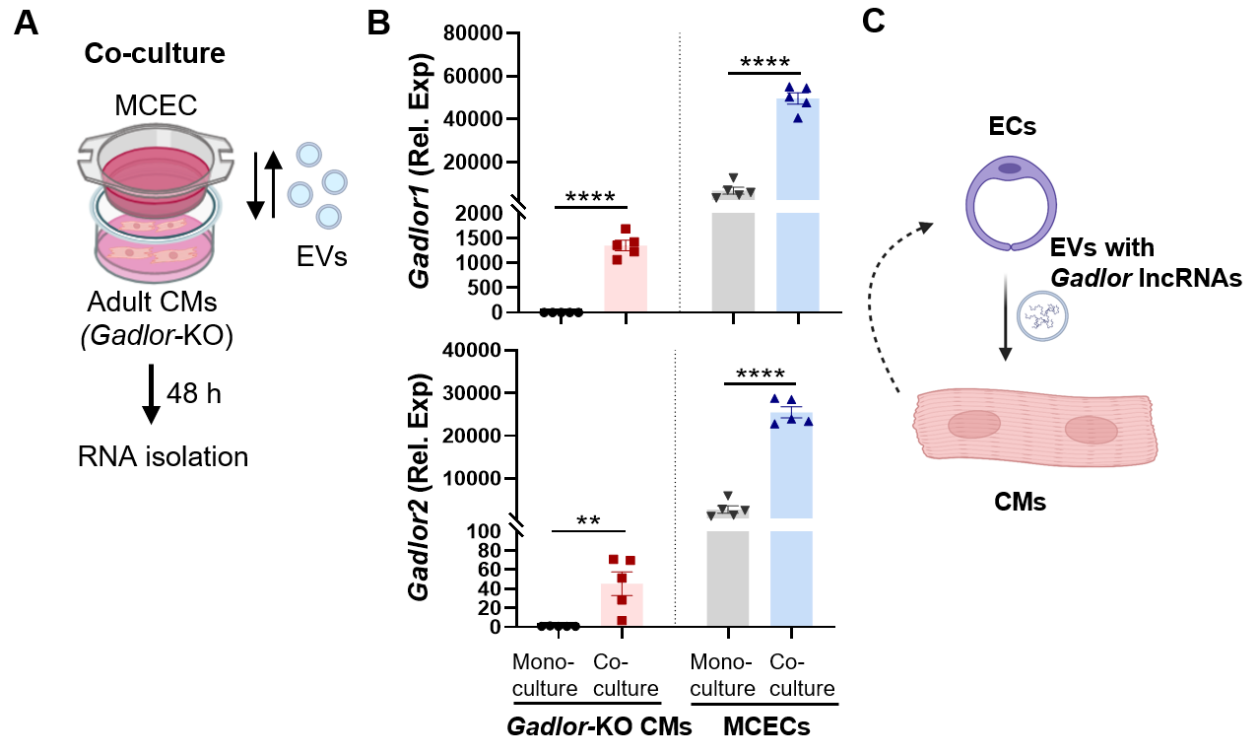 A
Co-culture
MCEC
EVs
Adult CMs
(Gadlor-KO)
48 h
RNA isolation
B
Gadlor1 (Rel. Exp)
80000
60000
40000
20000
2000
1500
1000
500
0
****
****
Gadlor2 (Rel. Exp)
40000
30000
20000
10000
100
80
60
40
20
0
**
****
Mono-
culture
Co-
culture
Mono-
culture
Co-
culture
Gadlor-KO CMs
MCECs
C
ECs
EVs with
Gadlor lncRNAs
CMs